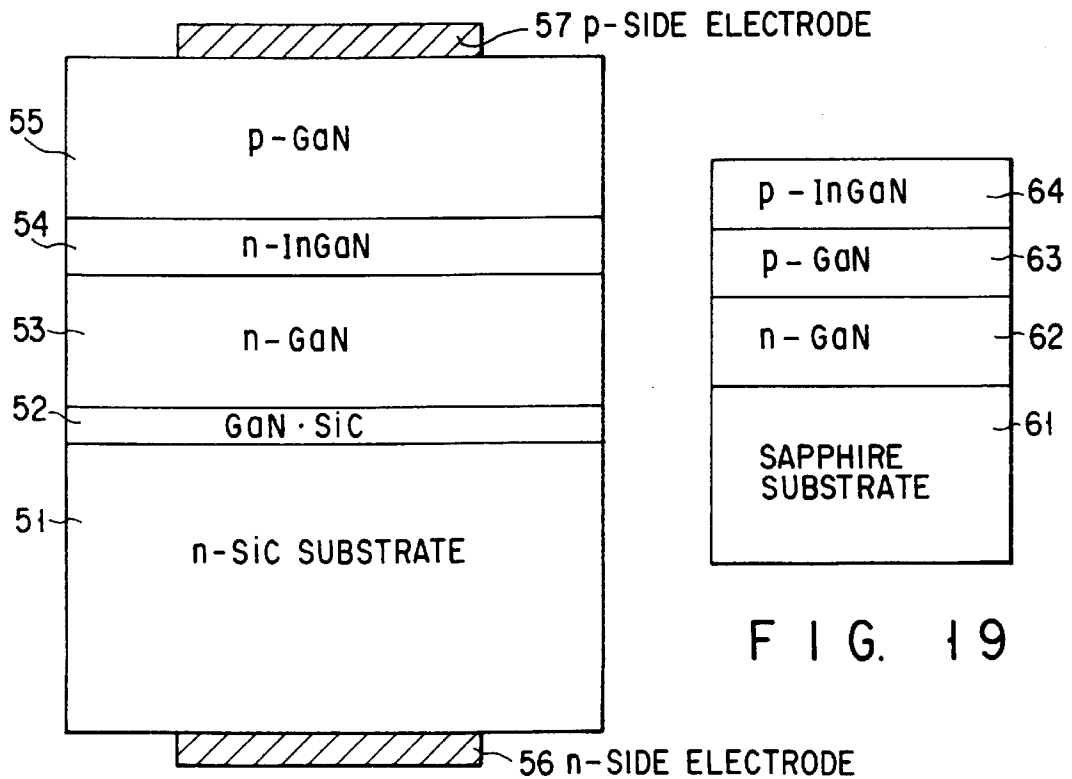 57 p-SIDE ELECTRODE
55
p-GaN
54
n-InGaN
53
n-GaN
52
GaN·SiC
51
n-SiC SUBSTRATE
56 n-SIDE ELECTRODE
p-InGaN
64
p-GaN
63
n-GaN
62
61
SAPPHIRE
SUBSTRATE
FIG. 19